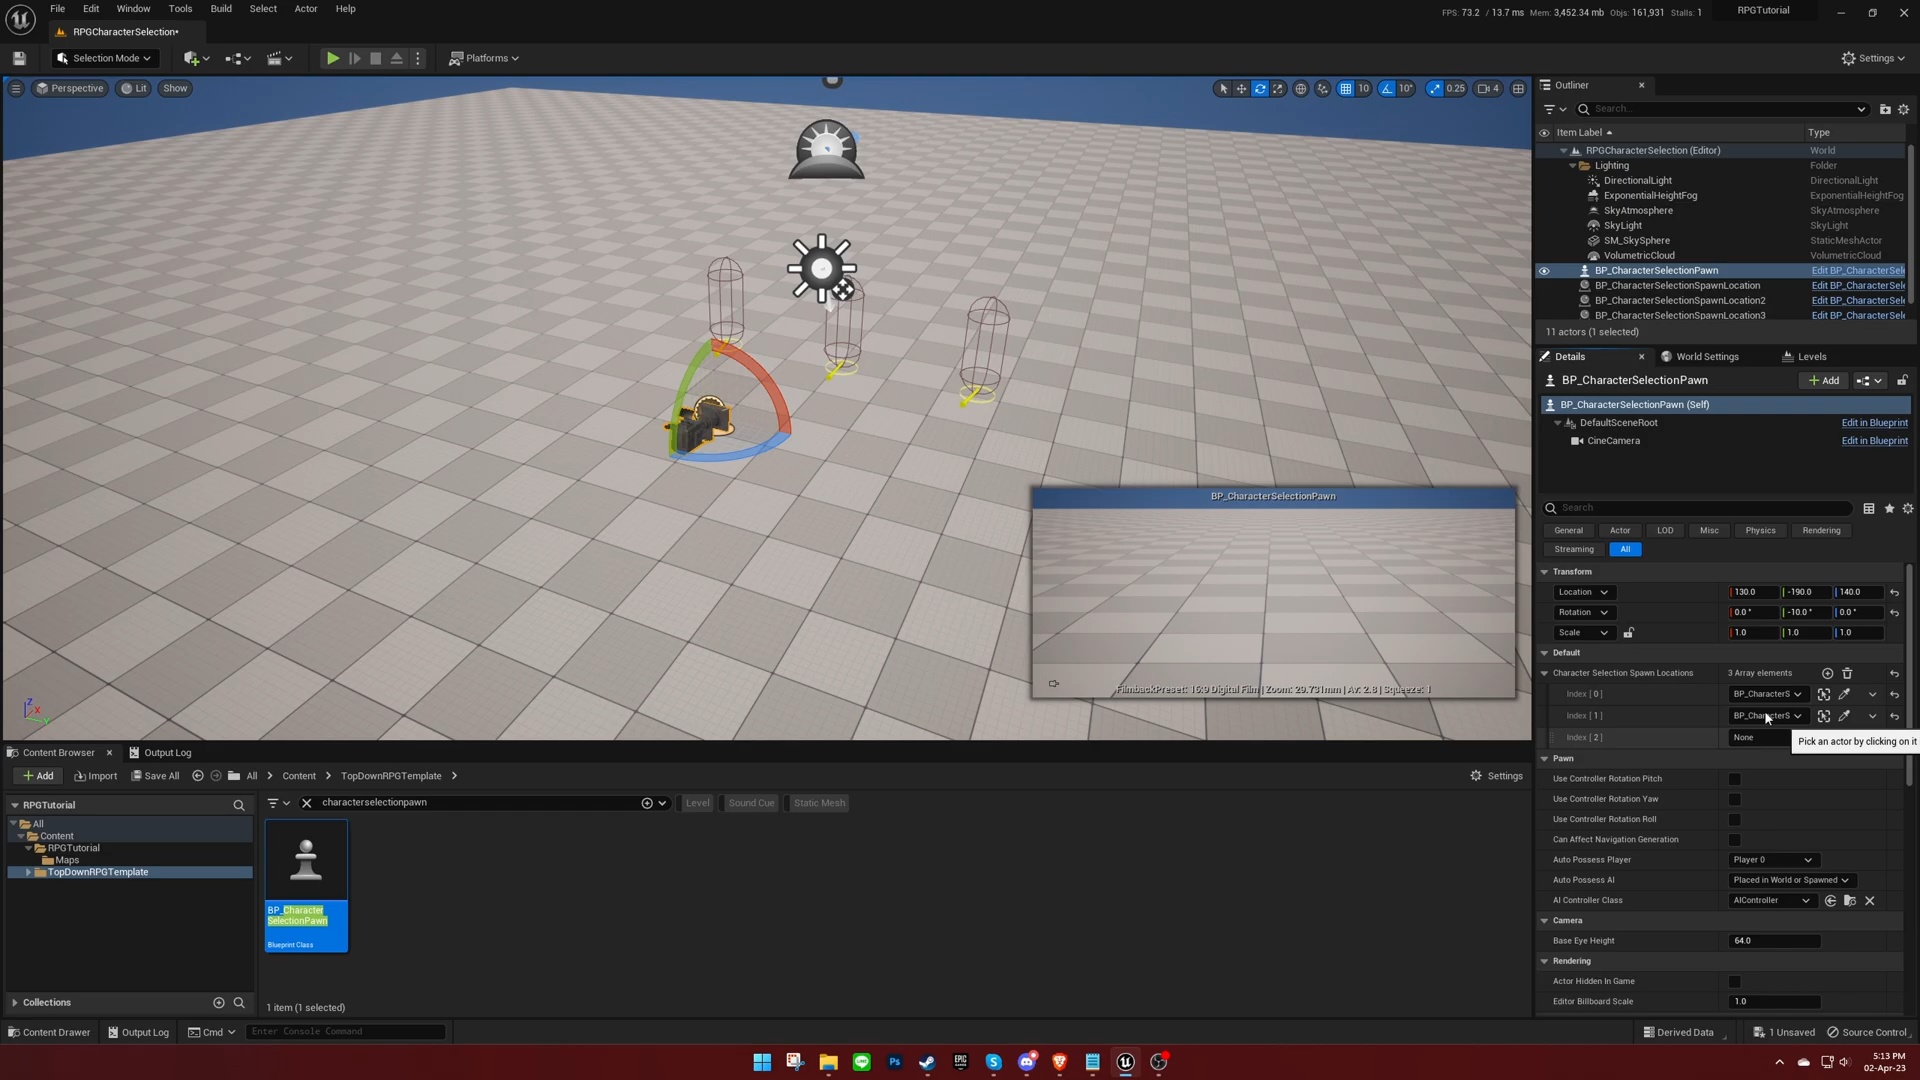 File Edit Window Tools Build Select Actor Help
FPS: 73.2 / 13.7 ms Mem: 3,452.34 mb Objs: 161,931 Stalls: 1
RPGTutorial
RPGCharacterSelection*
Selection Mode
Platforms
Settings
Perspective Lit Show
10 10° 0.25 4
BP_CharacterSelectionPawn
FilmbackPreset: 16:9 Digital Film | Zoom: 29.731mm | Av: 2.8 | Squeeze: 1
Outliner
Search...
Item Label Type
RPGCharacterSelection (Editor) World
Lighting Folder
DirectionalLight DirectionalLight
ExponentialHeightFog ExponentialHeightFog
SkyAtmosphere SkyAtmosphere
SkyLight SkyLight
SM_SkySphere StaticMeshActor
VolumetricCloud VolumetricCloud
BP_CharacterSelectionPawn Edit BP_CharacterSele
BP_CharacterSelectionSpawnLocation Edit BP_CharacterSele
BP_CharacterSelectionSpawnLocation2 Edit BP_CharacterSele
BP_CharacterSelectionSpawnLocation3 Edit BP_CharacterSele
11 actors (1 selected)
Details World Settings Levels
BP_CharacterSelectionPawn Add
BP_CharacterSelectionPawn (Self)
DefaultSceneRoot Edit in Blueprint
CineCamera Edit in Blueprint
Search
General Actor LOD Misc Physics Rendering
Streaming All
Transform
Location 130.0 -190.0 140.0
Rotation 0.0 ° -10.0 ° 0.0 °
Scale 1.0 1.0 1.0
Default
Character Selection Spawn Locations 3 Array elements
Index [ 0 ] BP_CharacterS
Index [ 1 ] BP_CharacterS
Index [ 2 ] None
Pick an actor by clicking on it
Pawn
Use Controller Rotation Pitch
Use Controller Rotation Yaw
Use Controller Rotation Roll
Can Affect Navigation Generation
Auto Possess Player Player 0
Auto Possess AI Placed in World or Spawned
AI Controller Class AIController
Camera
Base Eye Height 64.0
Rendering
Actor Hidden In Game
Editor Billboard Scale 1.0
Content Browser Output Log
Add Import Save All All Content TopDownRPGTemplate Settings
RPGTutorial
All
Content
RPGTutorial
Maps
TopDownRPGTemplate
Collections
characterselectionpawn
Level Sound Cue Static Mesh
BP_Character
SelectionPawn
Blueprint Class
1 item (1 selected)
Content Drawer Output Log Cmd Enter Console Command
Derived Data 1 Unsaved Source Control
Z
X
Y
LINE
Ps
EPIC
5:13 PM
02-Apr-23